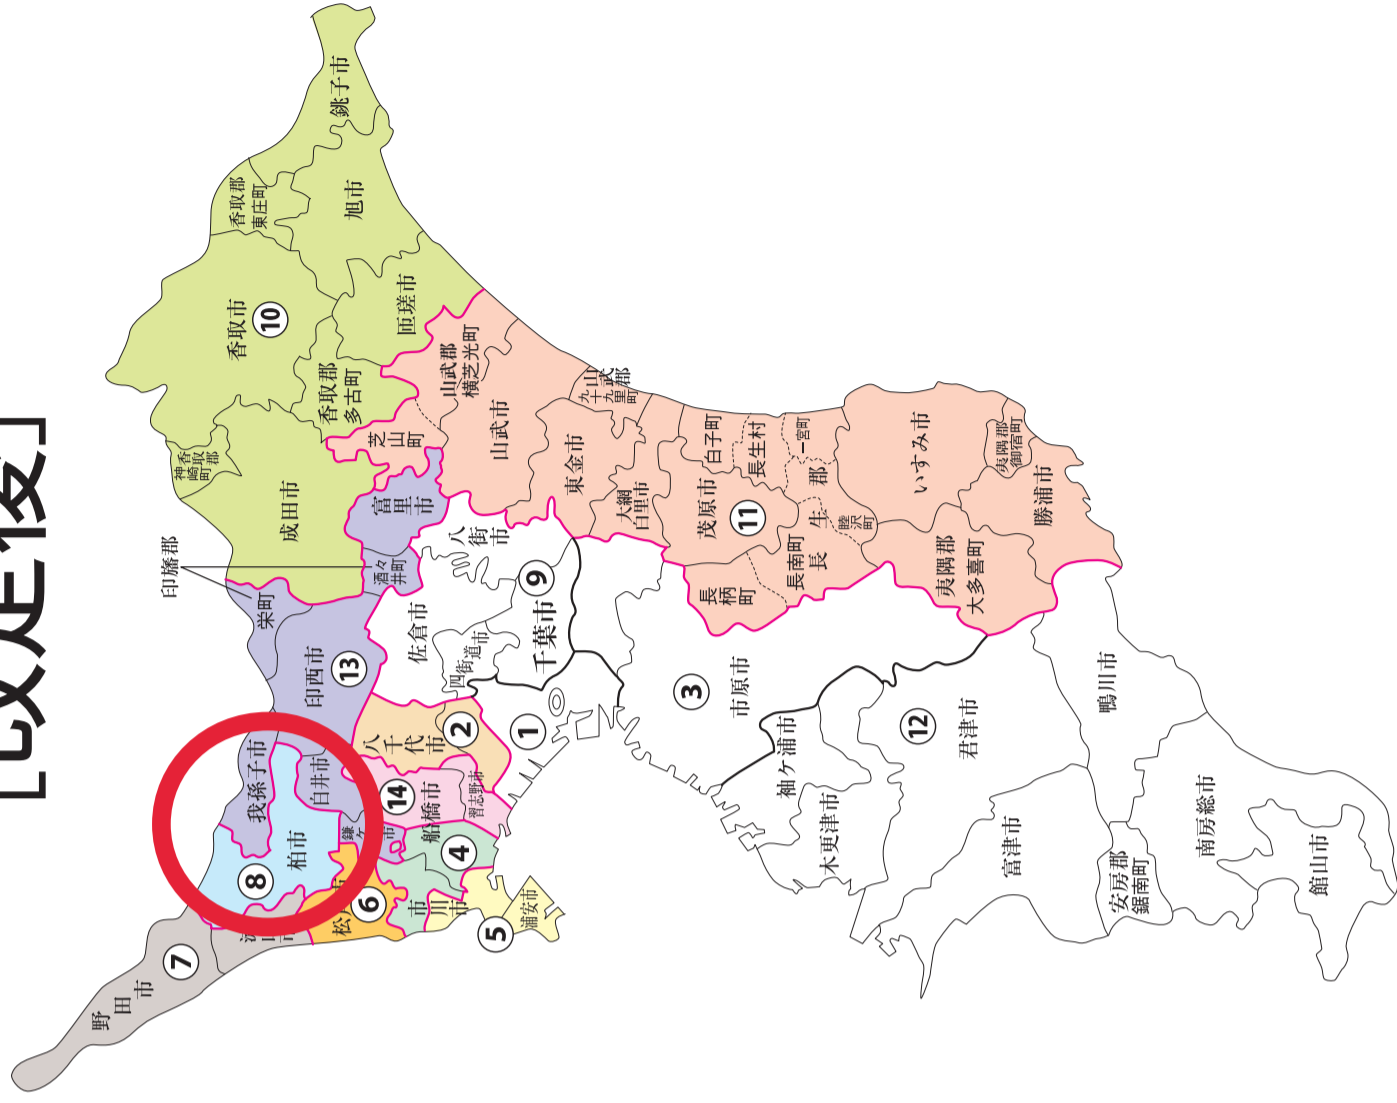 [改定後]
銚子市
香取郡
東庄町
旭市
香取市
10
匝瑳市
香取郡
多古町
山武郡
横芝光町
神崎町
香取郡
芝山町
山武市
九十九里町
山武郡
成田市
富里市
東金市
大網
白里市
白子町
長生村
一宮町
いすみ市
夷隅郡
御宿町
茂原市
11
長生郡
睦沢町
勝浦市
印旛郡
酒々
井町
八街市
栄町
長柄町
長南町
夷隅郡
大多喜町
佐倉市
四街道市
千葉市
9
印西市
13
3
市原市
鴨川市
八千代市
2
1
12
君津市
我孫子市
白井市
14
船橋市
習志野市
袖ケ浦市
木更津市
富津市
南房総市
8
柏市
鎌ケ
市
4
館山市
安房郡
鋸南町
松
市
6
市川市
5
浦安市
7
野田市
市